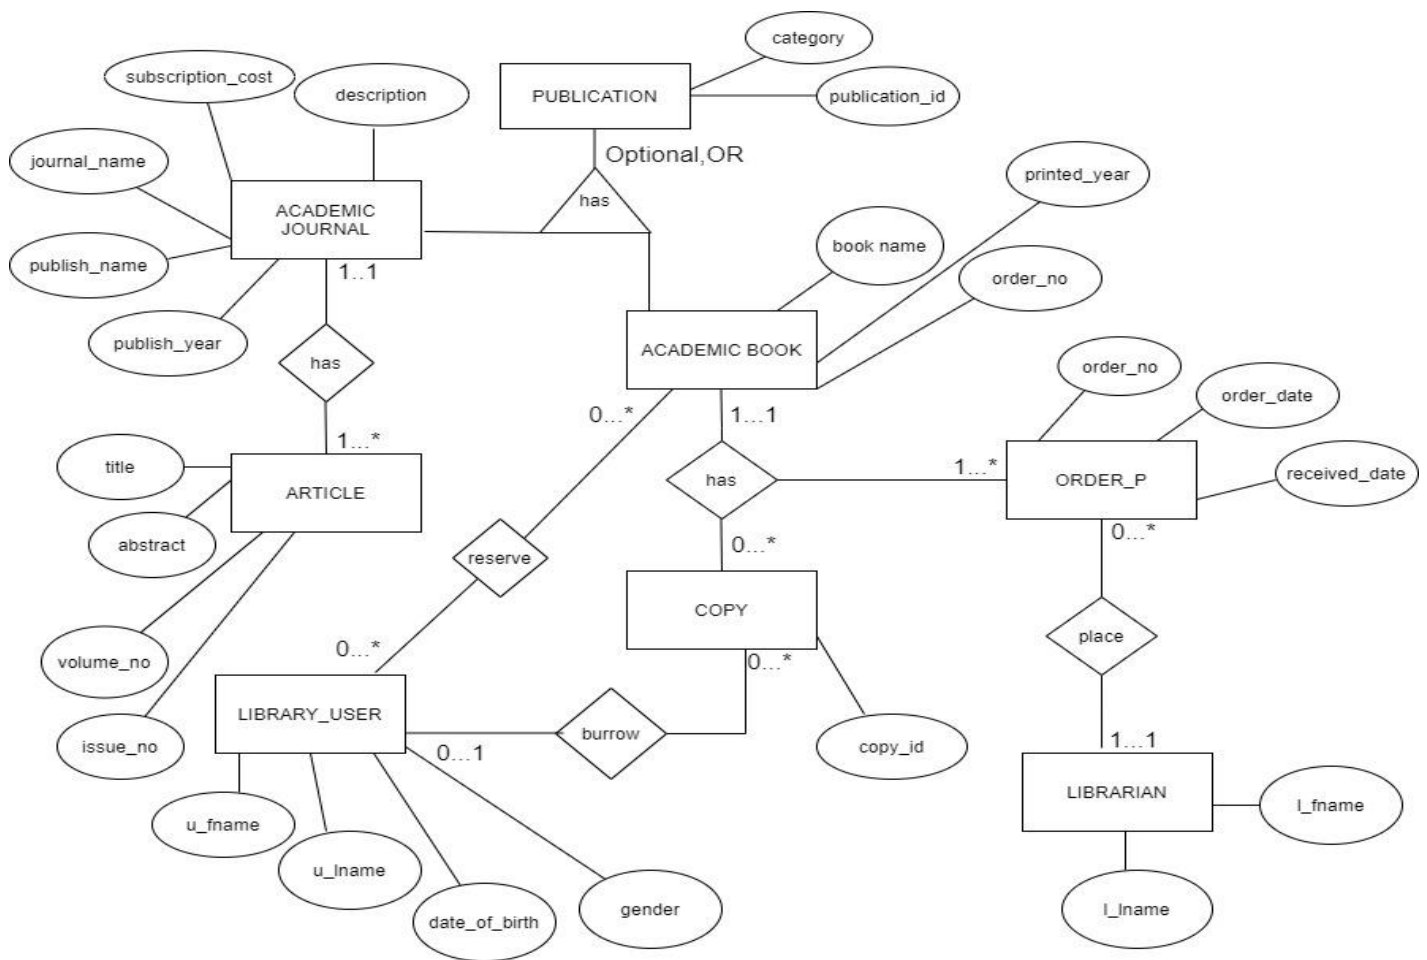 category
subscription_cost
description
PUBLICATION
publication_id
Optional,OR
journal_name
printed_year
ACADEMIC
JOURNAL
has
book name
publish_name
1..1
order_no
publish_year
has
ACADEMIC BOOK
order_no
order_date
0...*
1...1
1...*
title
ARTICLE
has
1...*
ORDER_P
received_date
abstract
0...*
0...*
reserve
COPY
place
0...*
0...*
volume_no
LIBRARY_USER
burrow
0...1
issue_no
copy_id
1...1
LIBRARIAN
l_fname
u_fname
u_lname
date_of_birth
gender
l_lname